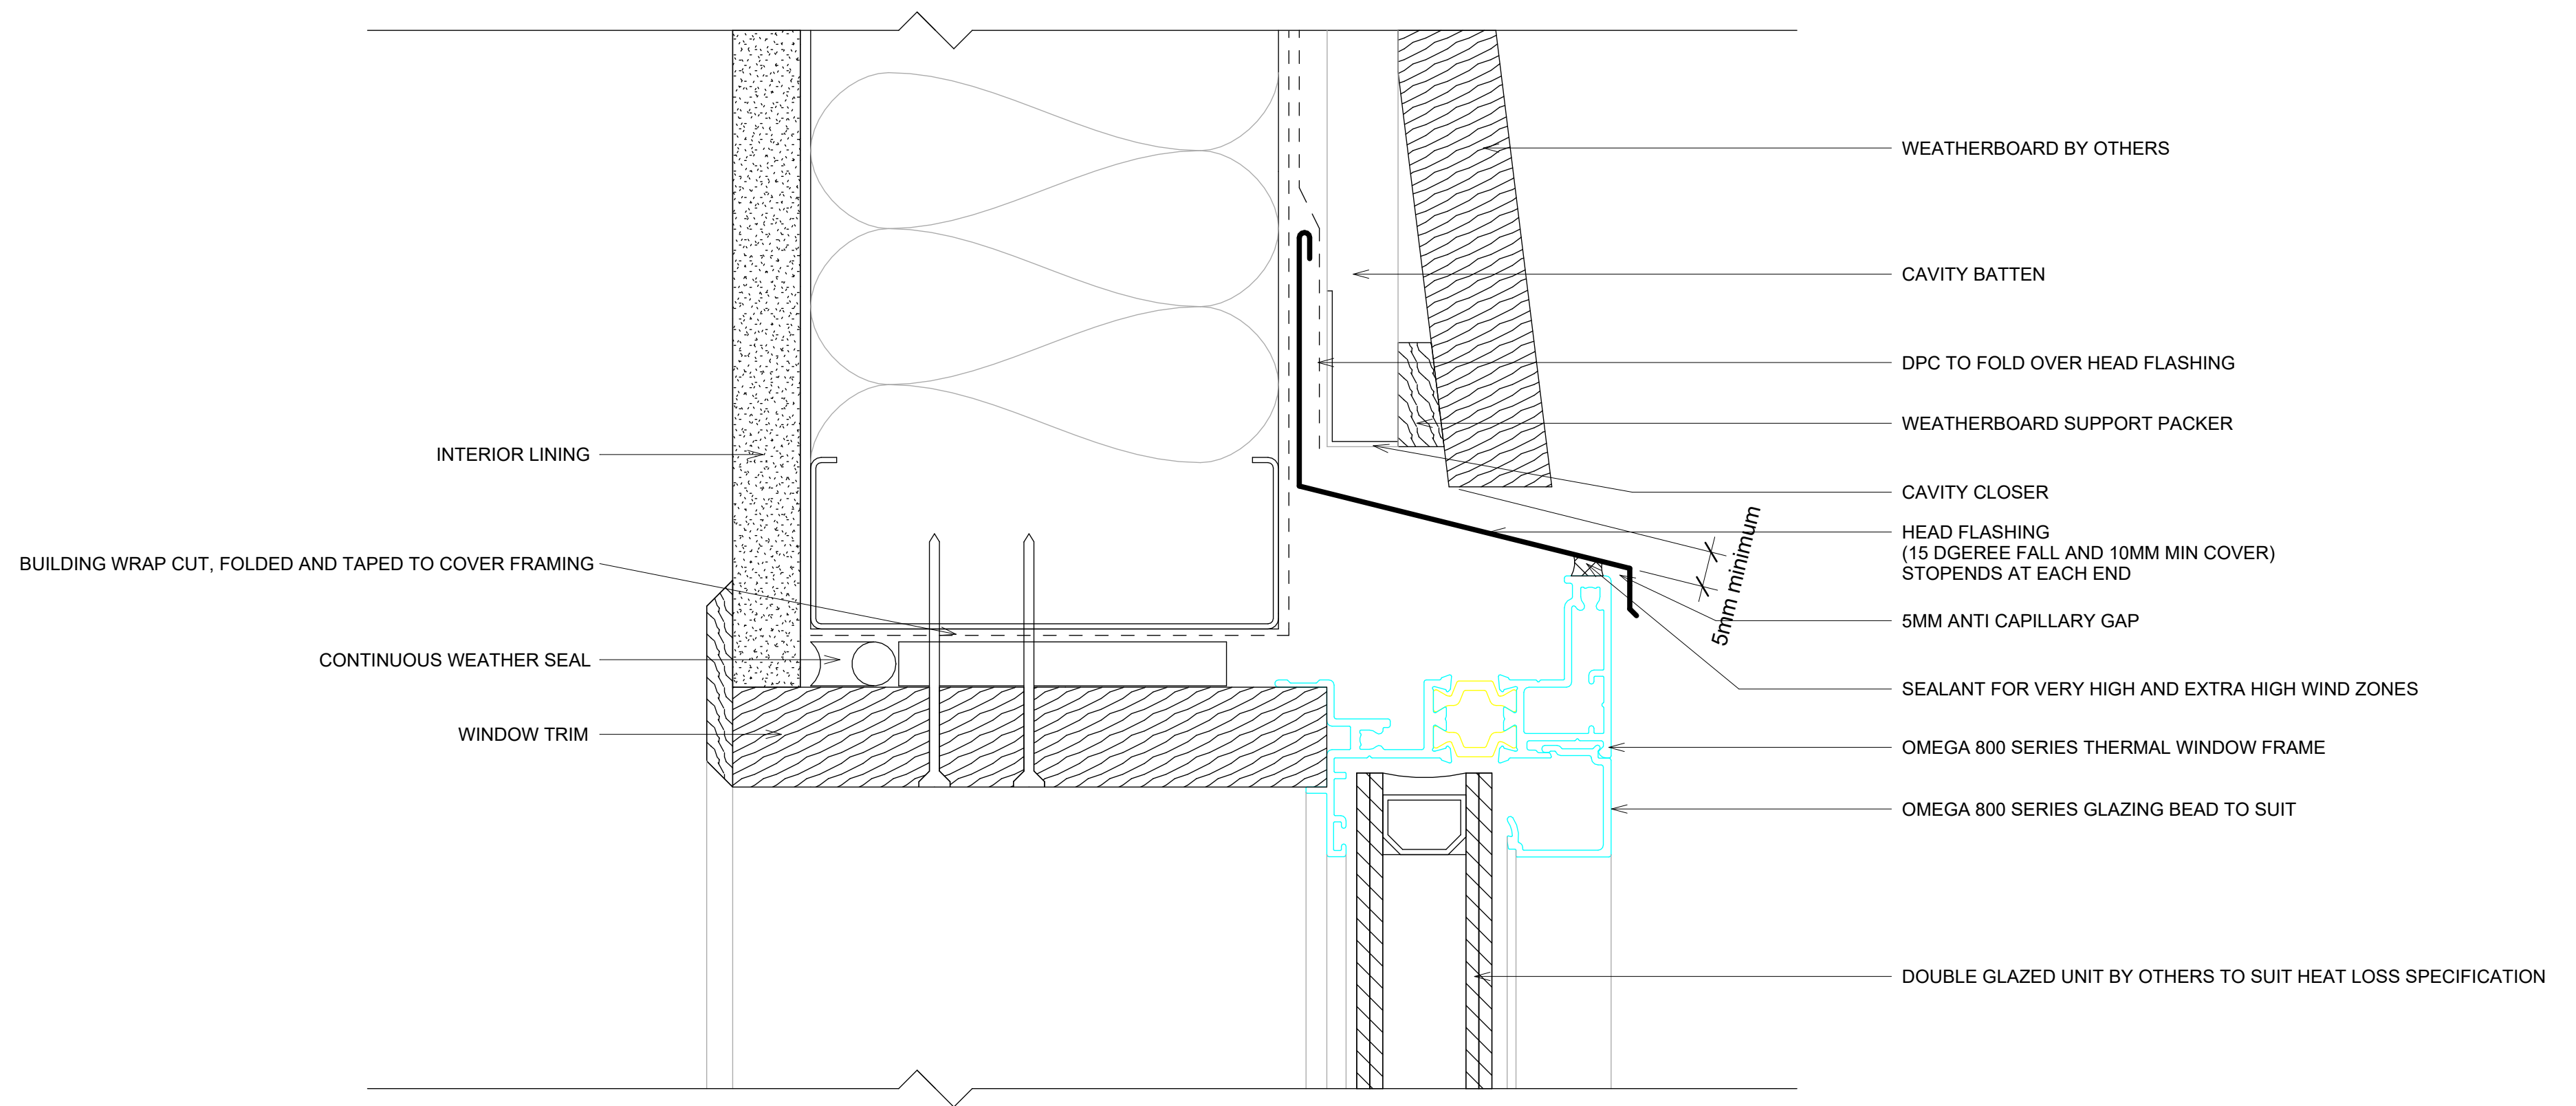 WEATHERBOARD BY OTHERS
CAVITY BATTEN
DPC TO FOLD OVER HEAD FLASHING
WEATHERBOARD SUPPORT PACKER
INTERIOR LINING
CAVITY CLOSER
HEAD FLASHING
(15 DGEREE FALL AND 10MM MIN COVER)
STOPENDS AT EACH END
5mm minimum
BUILDING WRAP CUT, FOLDED AND TAPED TO COVER FRAMING
5MM ANTI CAPILLARY GAP
CONTINUOUS WEATHER SEAL
SEALANT FOR VERY HIGH AND EXTRA HIGH WIND ZONES
WINDOW TRIM
OMEGA 800 SERIES THERMAL WINDOW FRAME
OMEGA 800 SERIES GLAZING BEAD TO SUIT
DOUBLE GLAZED UNIT BY OTHERS TO SUIT HEAT LOSS SPECIFICATION